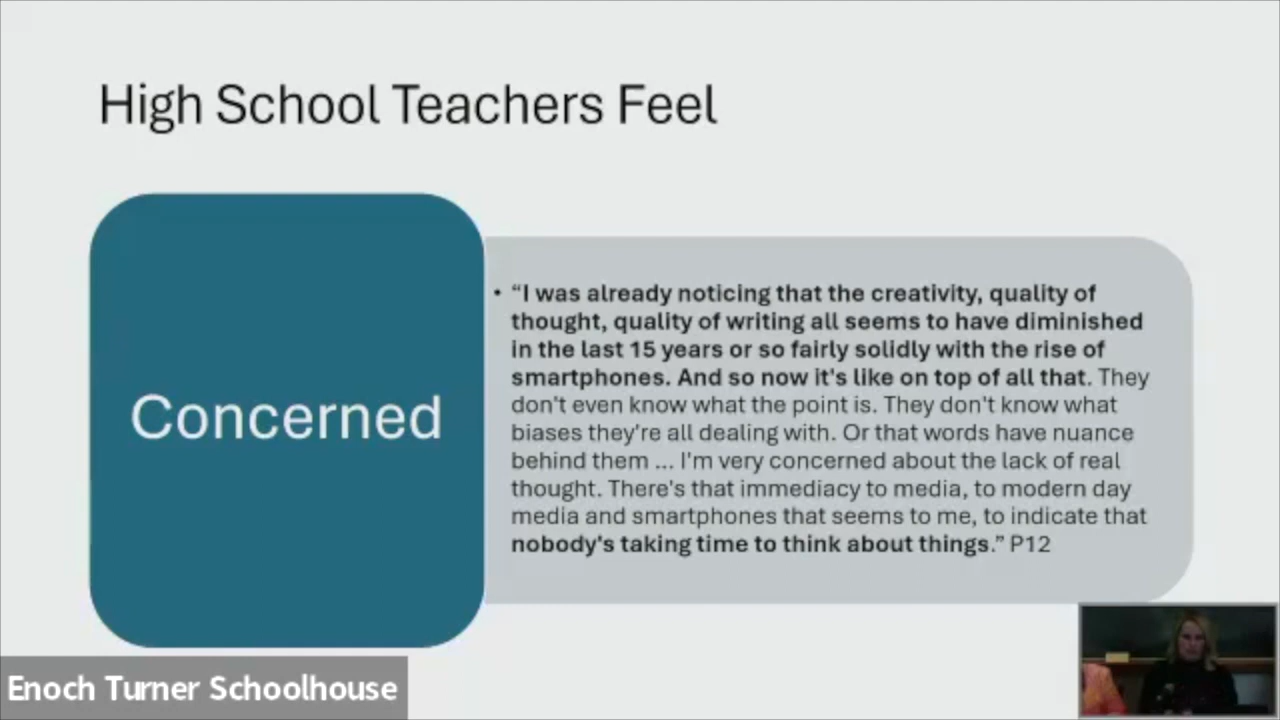 High School Teachers Feel
Concerned
• “I was already noticing that the creativity, quality of
thought, quality of writing all seems to have diminished
in the last 15 years or so fairly solidly with the rise of
smartphones. And so now it's like on top of all that. They
don't even know what the point is. They don't know what
biases they're all dealing with. Or that words have nuance
behind them ... I'm very concerned about the lack of real
thought. There's that immediacy to media, to modern day
media and smartphones that seems to me, to indicate that
nobody's taking time to think about things.” P12
Enoch Turner Schoolhouse